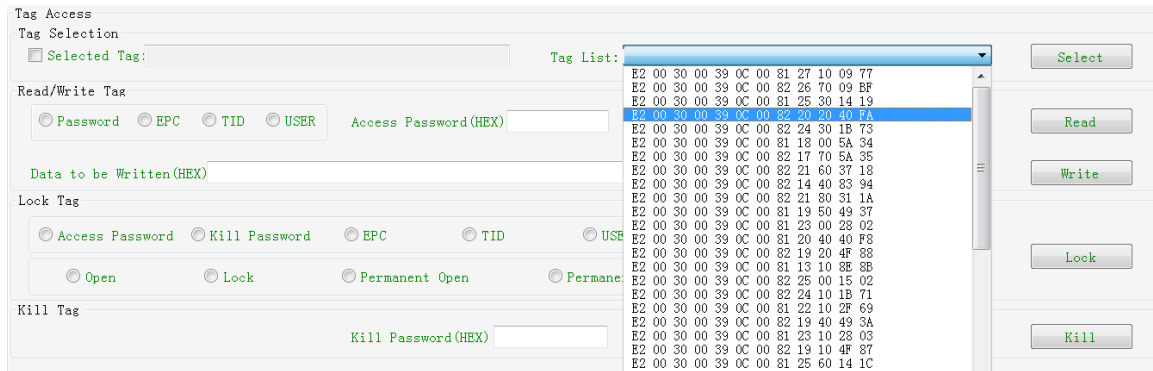 Tag Access
Tag Selection
Selected Tag:
Tag List:
Select
E2 00 30 00 39 0C 00 81 27 10 09 77
E2 00 30 00 39 0C 00 82 26 70 09 BF
E2 00 30 00 39 0C 00 81 25 30 14 19
E2 00 30 00 39 0C 00 82 20 20 40 FA
E2 00 30 00 39 0C 00 82 24 30 1B 73
E2 00 30 00 39 0C 00 81 18 00 5A 34
E2 00 30 00 39 0C 00 82 17 70 5A 35
E2 00 30 00 39 0C 00 82 21 60 37 18
E2 00 30 00 39 0C 00 82 14 40 83 94
E2 00 30 00 39 0C 00 82 21 80 31 1A
E2 00 30 00 39 0C 00 81 19 50 49 37
E2 00 30 00 39 0C 00 81 23 00 28 02
E2 00 30 00 39 0C 00 81 20 40 40 F8
E2 00 30 00 39 0C 00 82 19 20 4F 88
E2 00 30 00 39 0C 00 81 13 10 8E 8B
E2 00 30 00 39 0C 00 82 25 00 15 02
E2 00 30 00 39 0C 00 82 24 10 1B 71
E2 00 30 00 39 0C 00 81 22 10 2F 69
E2 00 30 00 39 0C 00 82 19 40 49 3A
E2 00 30 00 39 0C 00 81 23 10 28 03
E2 00 30 00 39 0C 00 82 19 10 4F 87
E2 00 30 00 39 0C 00 81 25 60 14 1C
Read/Write Tag
Password EPC TID USER Access Password(HEX)
Read
Data to be Written(HEX)
Write
Lock Tag
Access Password Kill Password EPC TID USE
Open Lock Permanent Open Permane
Lock
Kill Tag
Kill Password(HEX)
Kill